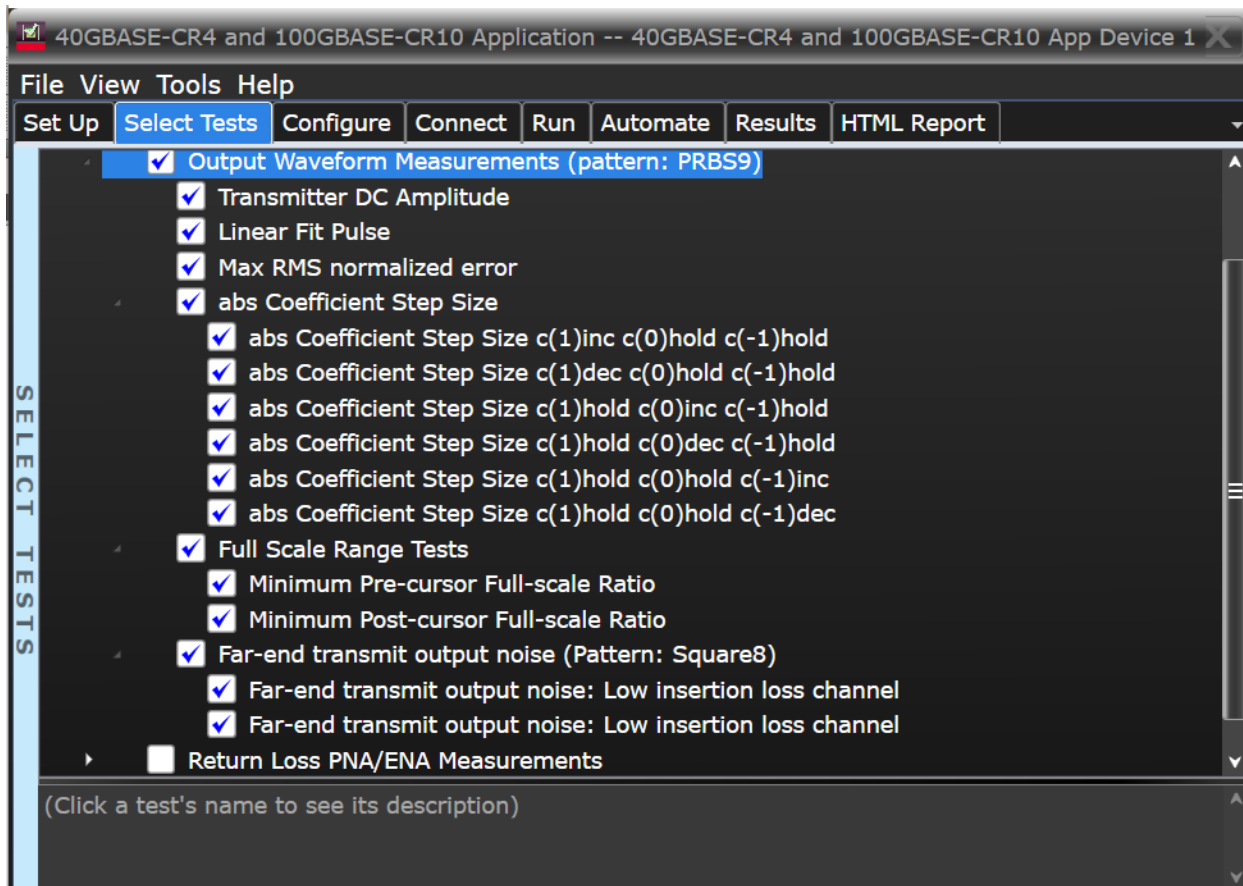 40GBASE-CR4 and 100GBASE-CR10 Application -- 40GBASE-CR4 and 100GBASE-CR10 App Device 1
File View Tools Help
Set Up Select Tests Configure Connect Run Automate Results HTML Report
SELECT TESTS
Output Waveform Measurements (pattern: PRBS9)
Transmitter DC Amplitude
Linear Fit Pulse
Max RMS normalized error
abs Coefficient Step Size
abs Coefficient Step Size c(1)inc c(0)hold c(-1)hold
abs Coefficient Step Size c(1)dec c(0)hold c(-1)hold
abs Coefficient Step Size c(1)hold c(0)inc c(-1)hold
abs Coefficient Step Size c(1)hold c(0)dec c(-1)hold
abs Coefficient Step Size c(1)hold c(0)hold c(-1)inc
abs Coefficient Step Size c(1)hold c(0)hold c(-1)dec
Full Scale Range Tests
Minimum Pre-cursor Full-scale Ratio
Minimum Post-cursor Full-scale Ratio
Far-end transmit output noise (Pattern: Square8)
Far-end transmit output noise: Low insertion loss channel
Far-end transmit output noise: Low insertion loss channel
Return Loss PNA/ENA Measurements
(Click a test's name to see its description)